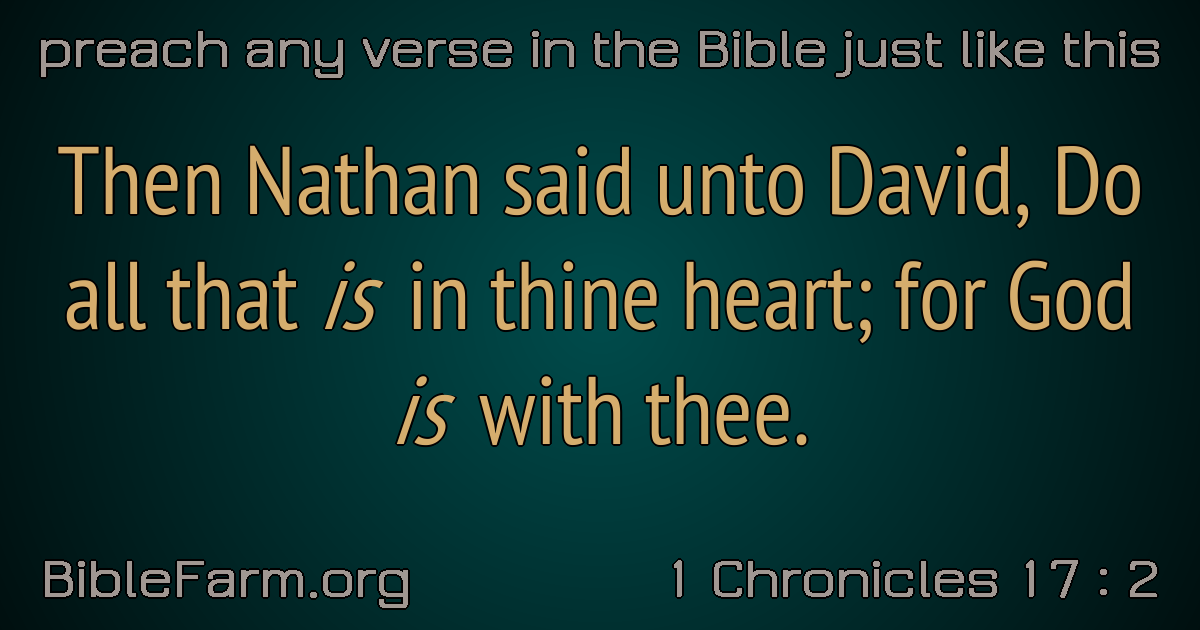 preach any verse in the Bible just like this
Then Nathan said unto David, Do
all that is in thine heart; for God
is with thee.
BibleFarm.org
1 Chronicles 17 : 2